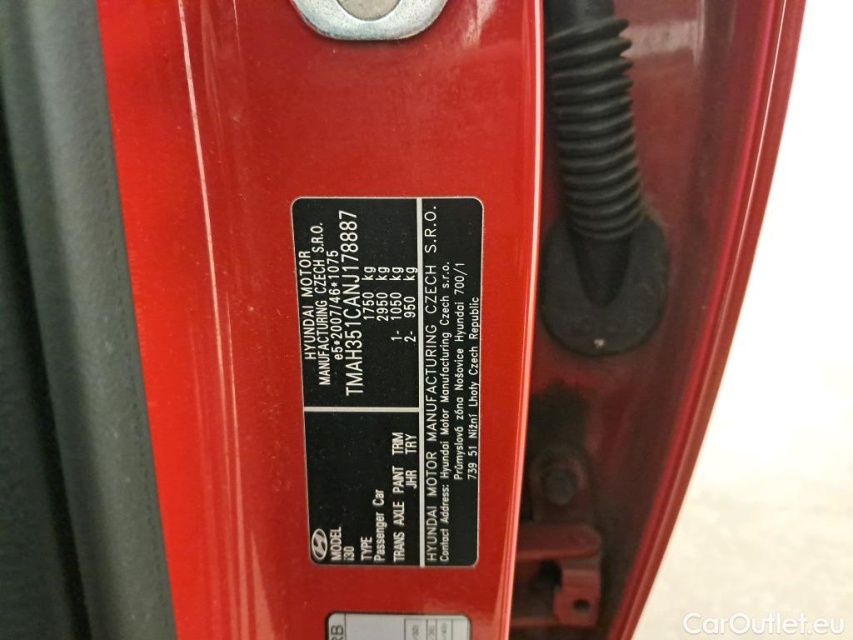 HYUNDAI MOTOR
MANUFACTURING CZECH S.R.O.
e5*2007/46*1075
TMAH351CANJ178887
1750 kg
2950 kg
1- 1050 kg
2- 950 kg
MODEL
i30
TYPE
Passenger Car
TRANS AXLE PAINT TRIM
JHR TRY
HYUNDAI MOTOR MANUFACTURING CZECH S.R.O.
Contact Address: Hyundai Motor Manufacturing Czech s.r.o.
Průmyslová zóna Nošovice Hyundai 700/1
739 51 Nižní Lhoty Czech Republic
CarOutlet.eu